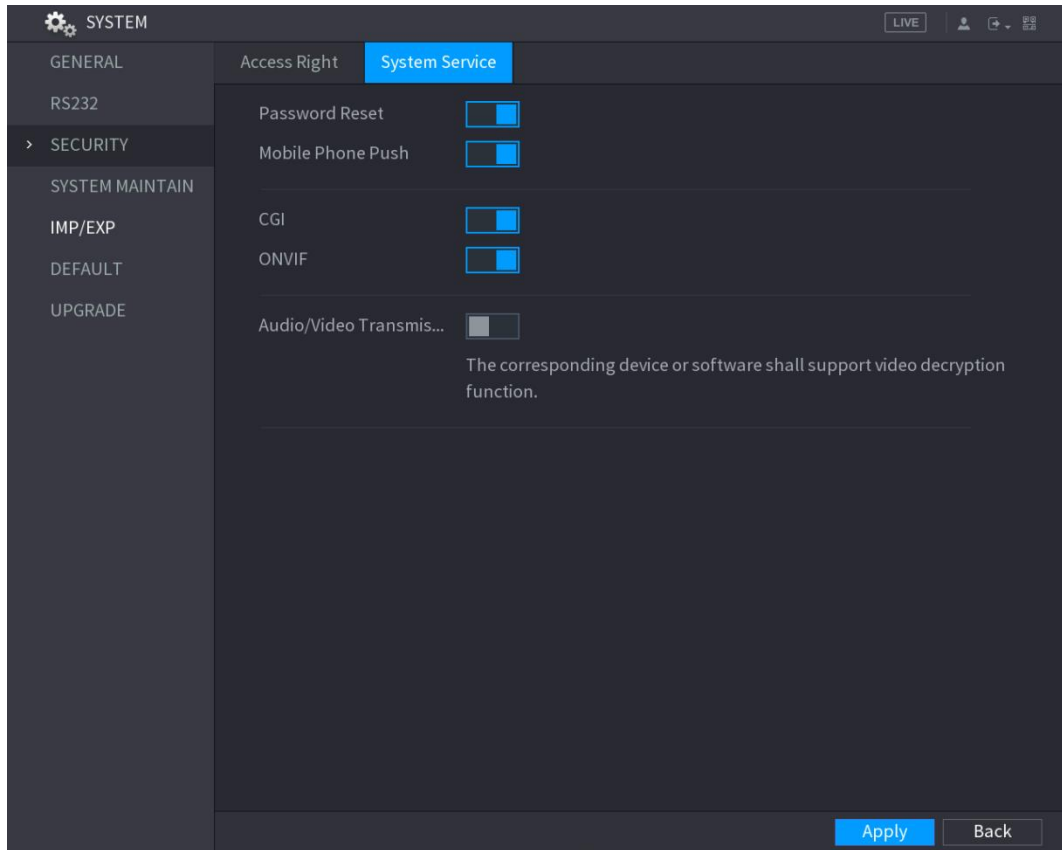 SYSTEM
LIVE
GENERAL
RS232
> SECURITY
SYSTEM MAINTAIN
IMP/EXP
DEFAULT
UPGRADE
Access Right
System Service
Password Reset
Mobile Phone Push
CGI
ONVIF
Audio/Video Transmis...
The corresponding device or software shall support video decryption
function.
Apply
Back